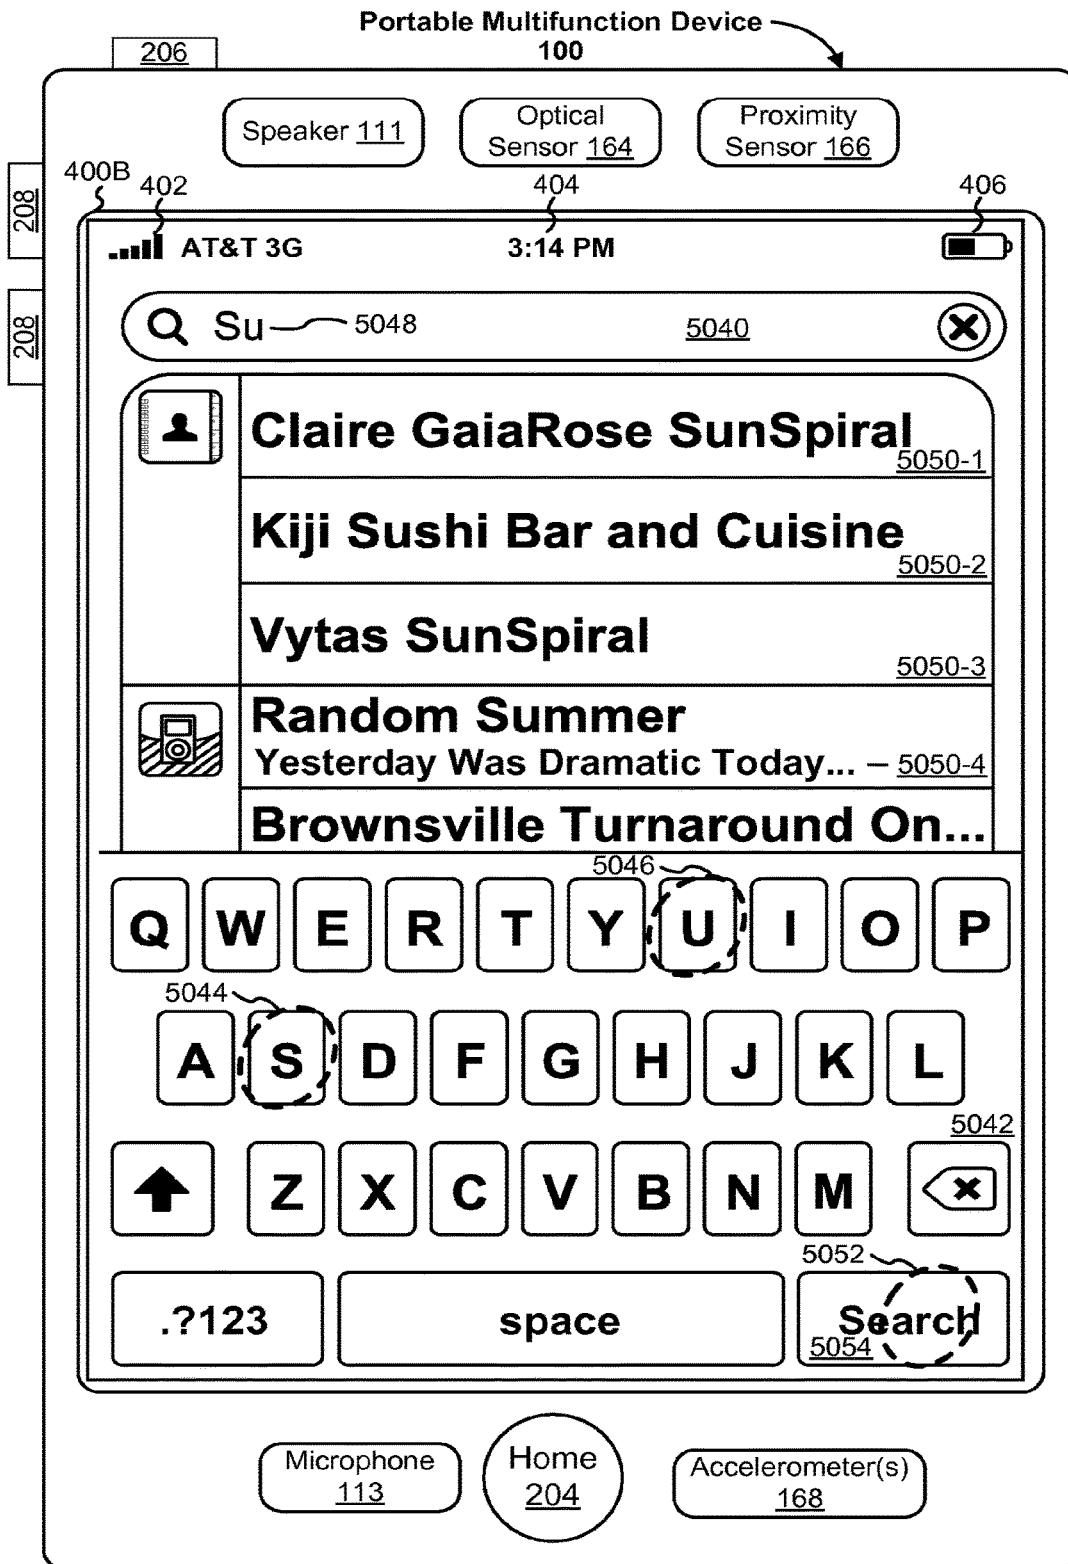 Portable Multifunction Device
100
206
Speaker 111
Optical
Sensor 164
Proximity
Sensor 166
208
208
400B
402
404
406
AT&T 3G
3:14 PM
Su
5048
5040
Claire GaiaRose SunSpiral
5050-1
Kiji Sushi Bar and Cuisine
5050-2
Vytas SunSpiral
5050-3
Random Summer
Yesterday Was Dramatic Today... – 5050-4
Brownsville Turnaround On...
5046
Q W E R T Y U I O P
5044
A S D F G H J K L
5042
Z X C V B N M
5052
.?123 space Search
5054
Microphone
113
Home
204
Accelerometer(s)
168